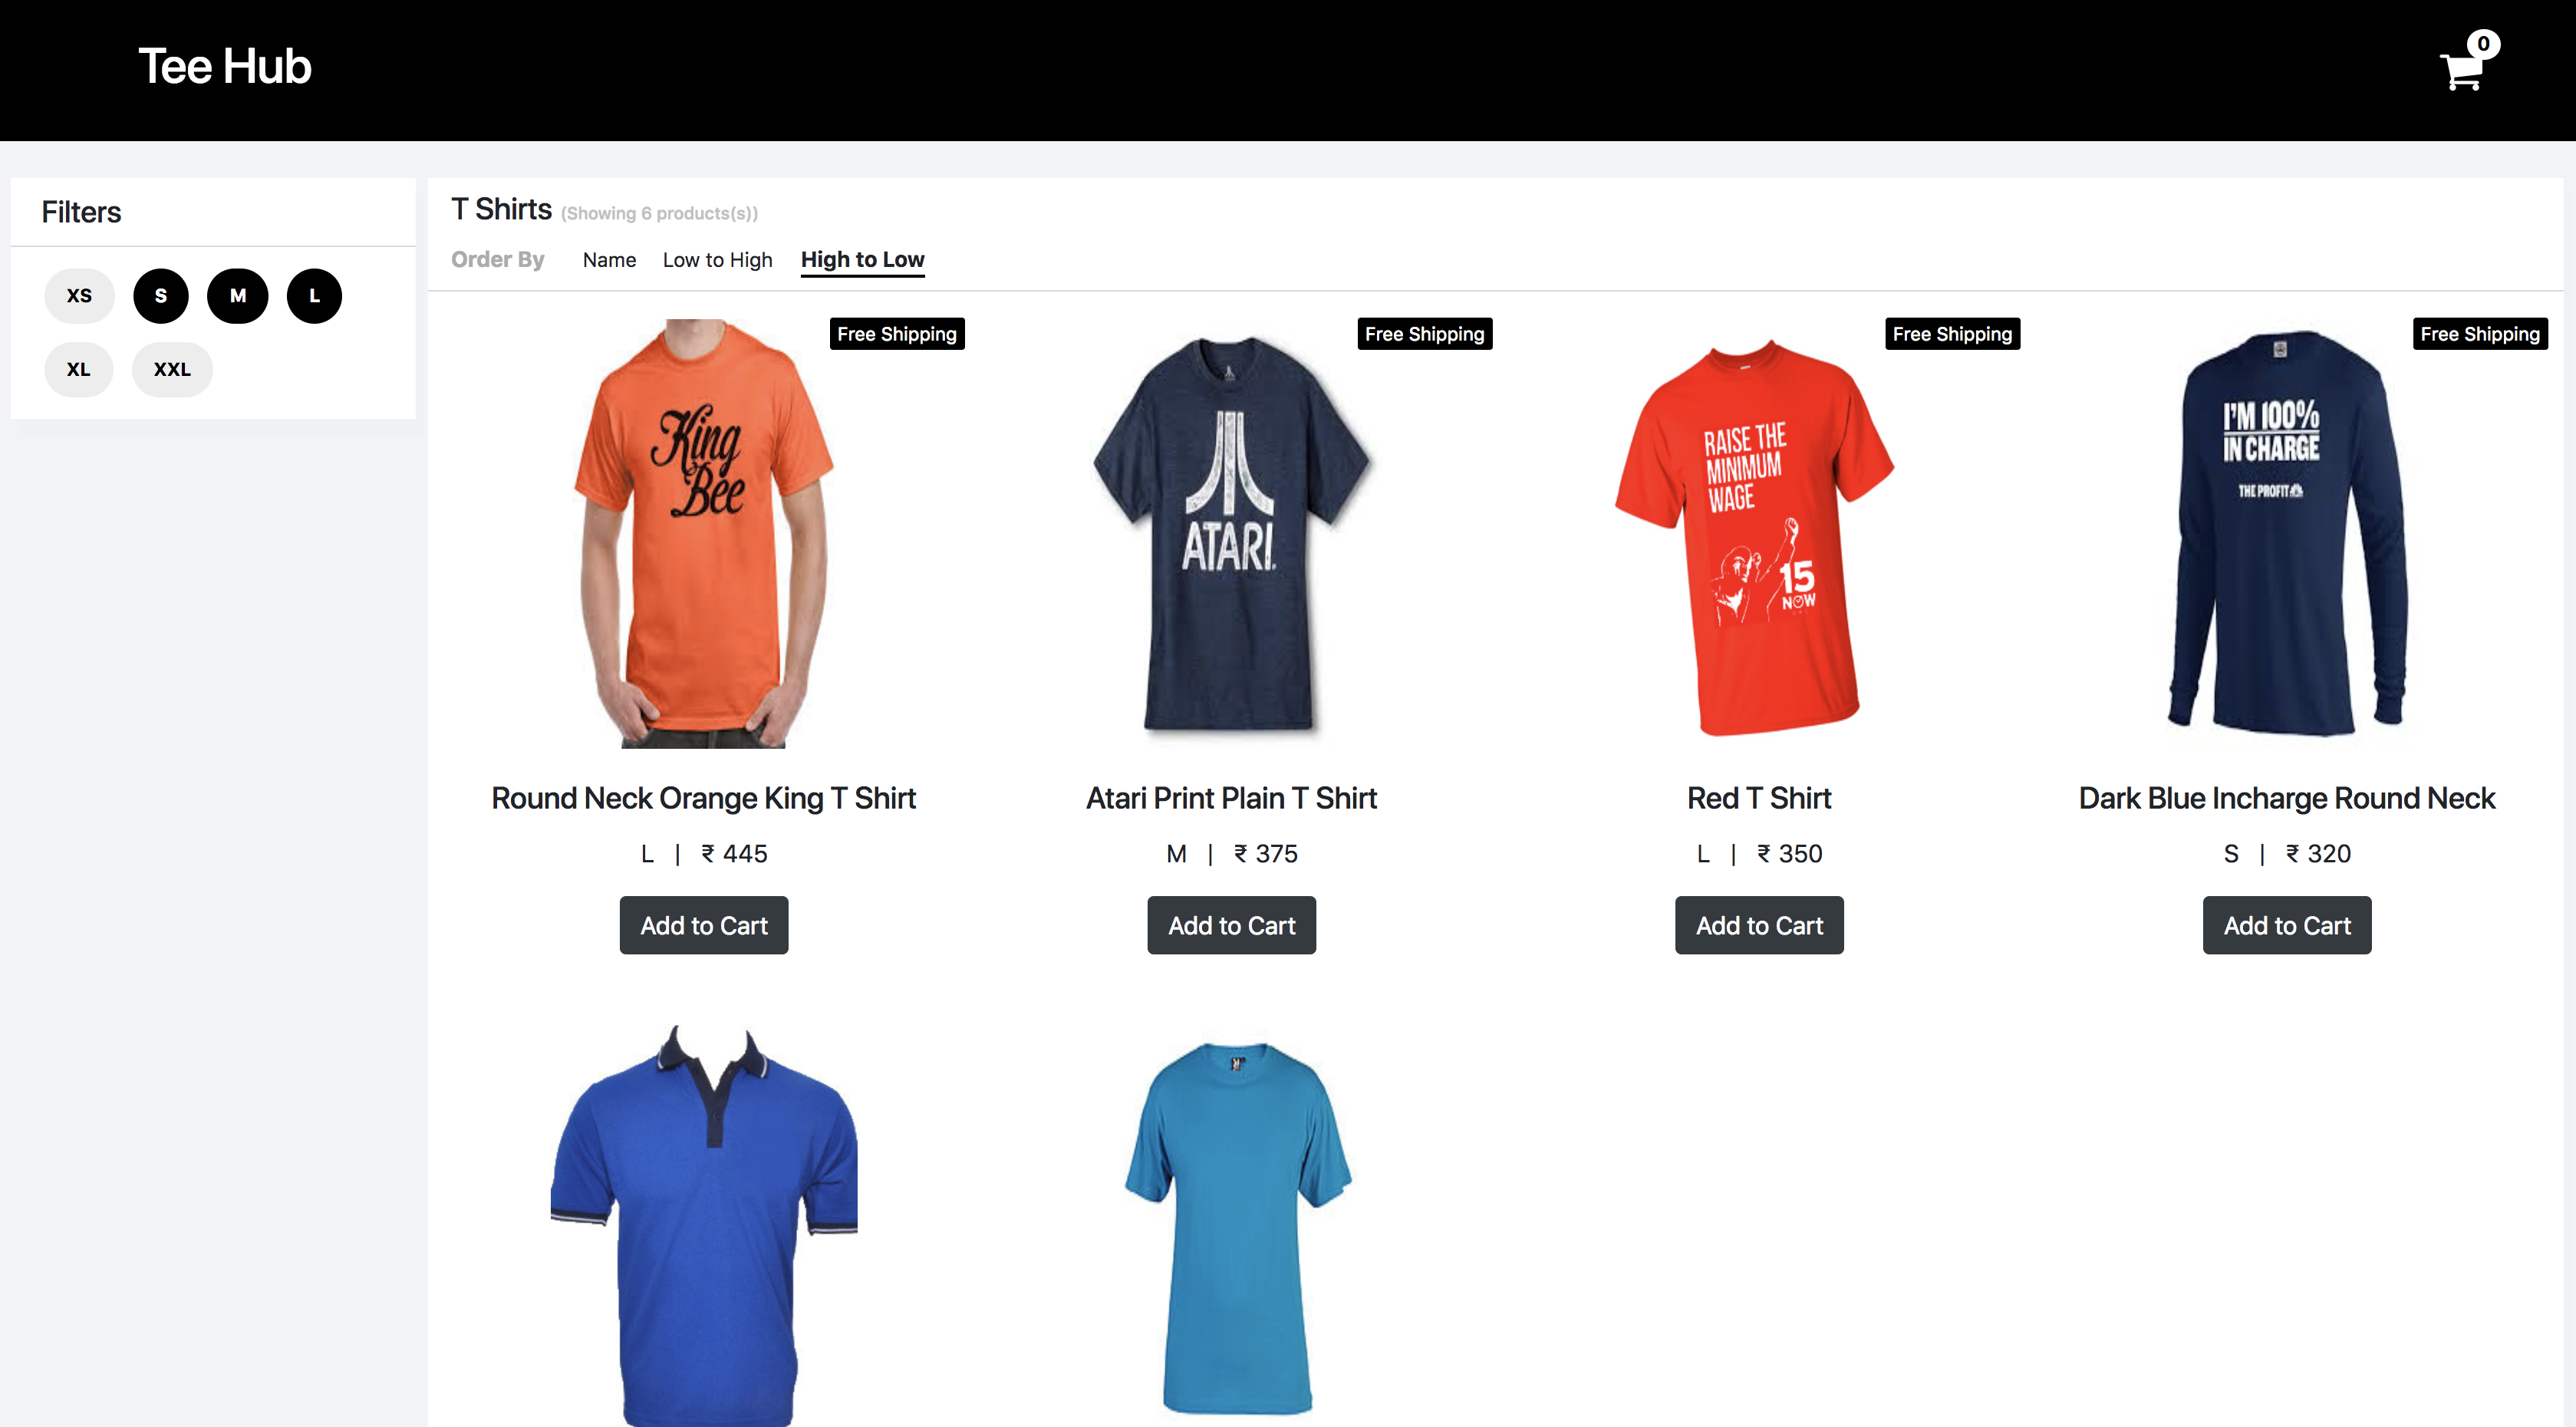 Tee Hub
0
Filters
XS S M L
XL XXL
T Shirts (Showing 6 products(s))
Order By Name Low to High High to Low
Free Shipping
King
Bee
Round Neck Orange King T Shirt
L | ₹ 445
Add to Cart
Free Shipping
ATARI
Atari Print Plain T Shirt
M | ₹ 375
Add to Cart
Free Shipping
RAISE THE
MINIMUM
WAGE
15
NOW
Red T Shirt
L | ₹ 350
Add to Cart
Free Shipping
I'M 100%
IN CHARGE
THE PROFIT
Dark Blue Incharge Round Neck
S | ₹ 320
Add to Cart